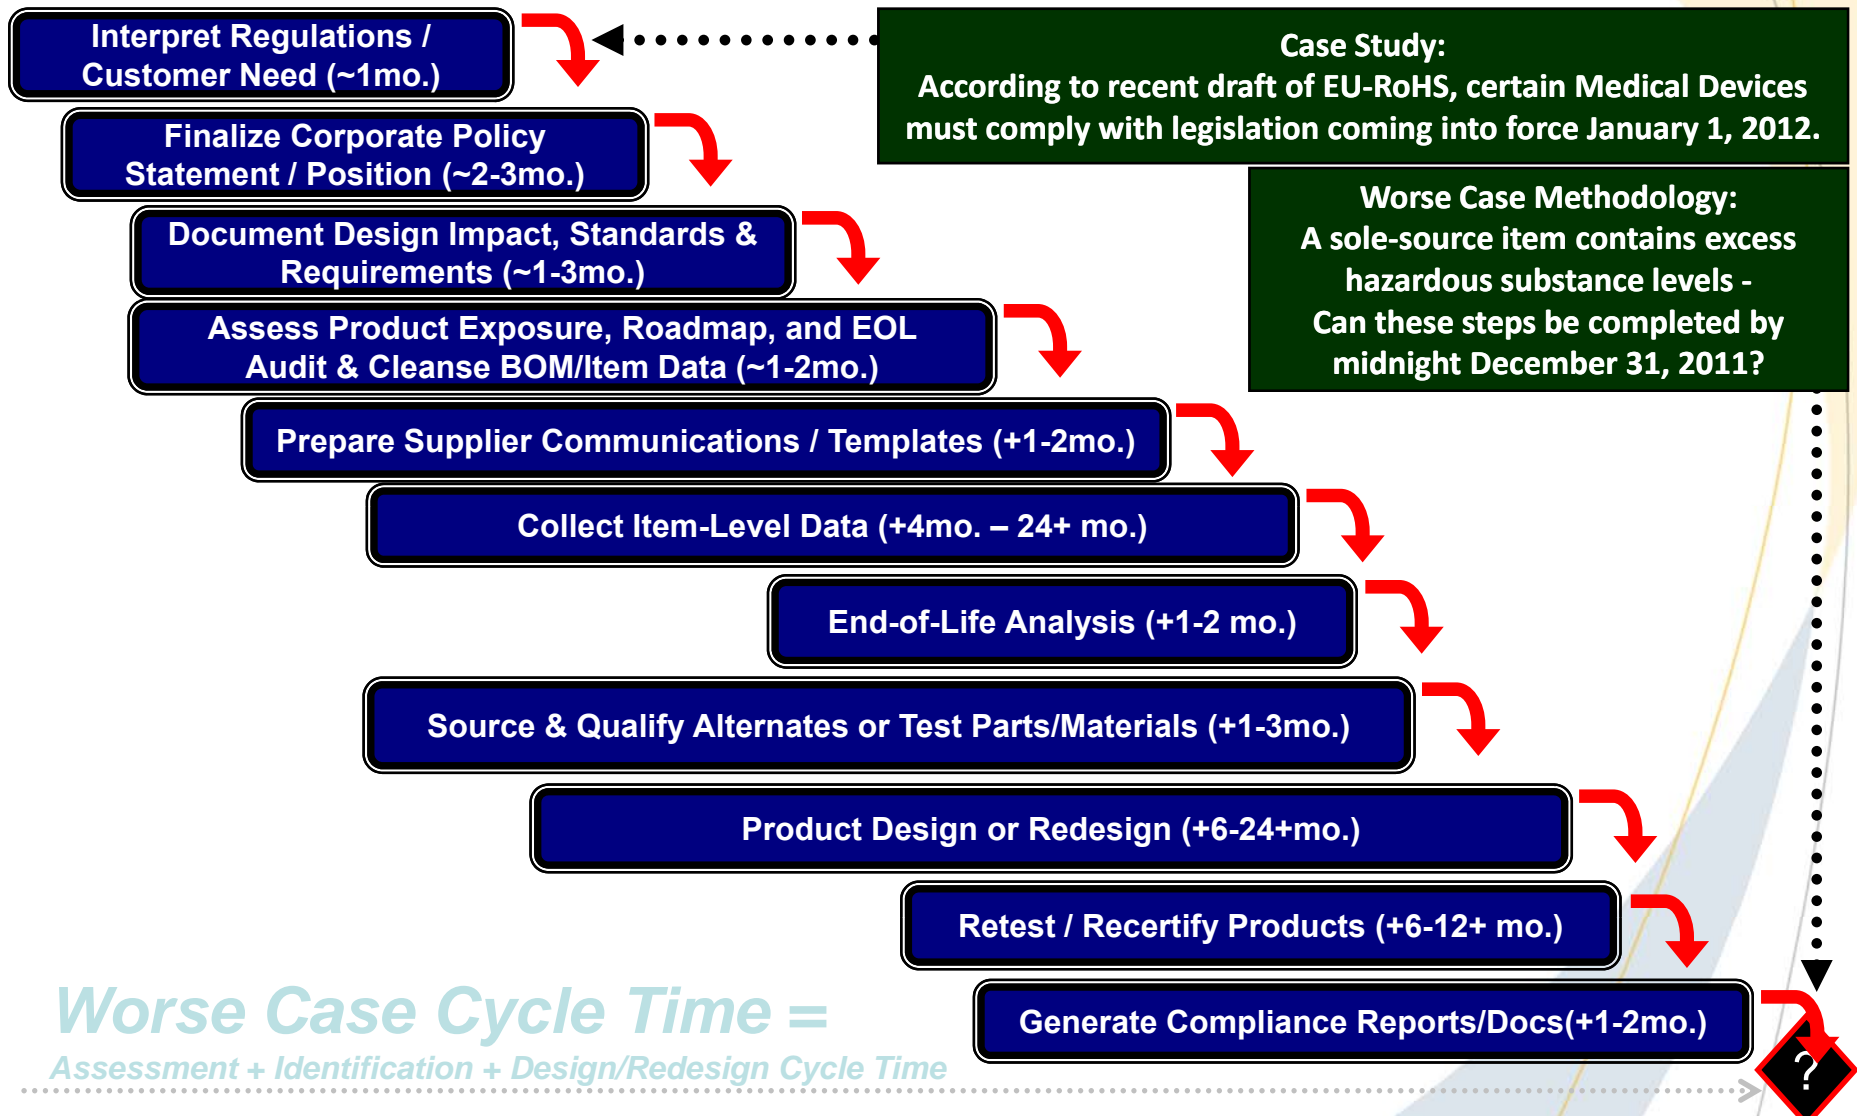 Interpret Regulations /
Customer Need (~1mo.)
Case Study:
According to recent draft of EU-RoHS, certain Medical Devices
must comply with legislation coming into force January 1, 2012.
Finalize Corporate Policy
Statement / Position (~2-3mo.)
Worse Case Methodology:
A sole-source item contains excess
hazardous substance levels -
Can these steps be completed by
midnight December 31, 2011?
Document Design Impact, Standards &
Requirements (~1-3mo.)
Assess Product Exposure, Roadmap, and EOL
Audit & Cleanse BOM/Item Data (~1-2mo.)
Prepare Supplier Communications / Templates (+1-2mo.)
Collect Item-Level Data (+4mo. – 24+ mo.)
End-of-Life Analysis (+1-2 mo.)
Source & Qualify Alternates or Test Parts/Materials (+1-3mo.)
Product Design or Redesign (+6-24+mo.)
Retest / Recertify Products (+6-12+ mo.)
Generate Compliance Reports/Docs(+1-2mo.)
Worse Case Cycle Time =
Assessment + Identification + Design/Redesign Cycle Time
?